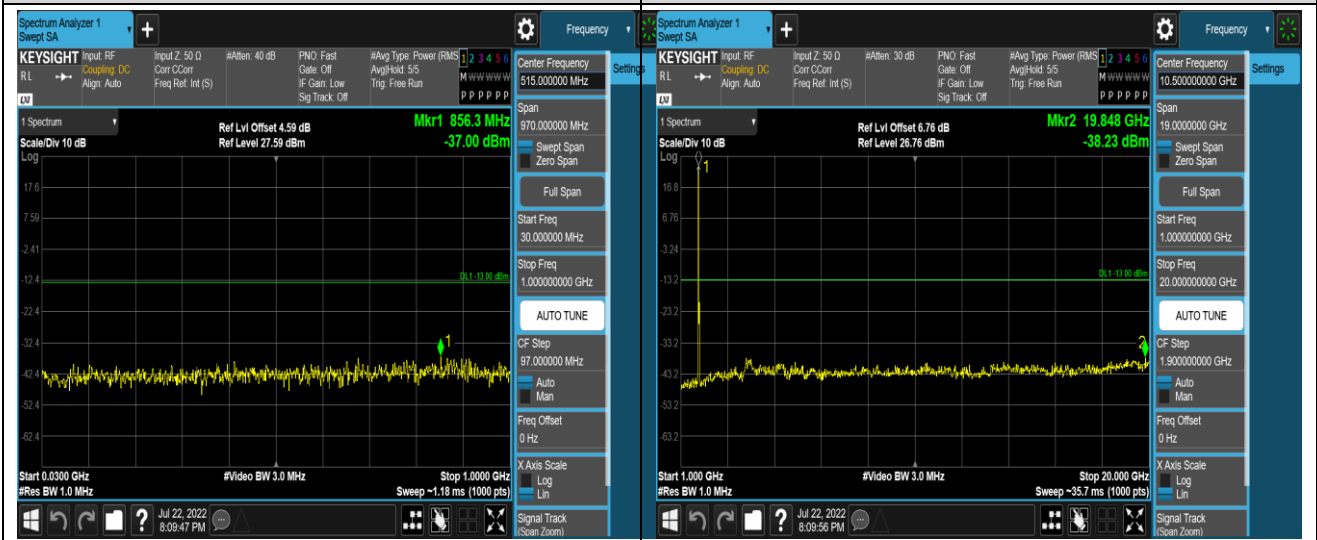 Spectrum Analyzer 1
Swept SA
+
Frequency
KEYSIGHT
RL
LXI
Input: RF
Coupling: DC
Align: Auto
Input Z: 50 Ω
Corr CCorr
Freq Ref: Int (S)
#Atten: 40 dB
PNO: Fast
Gate: Off
IF Gain: Low
Sig Track: Off
#Avg Type: Power (RMS
Avg|Hold: 5/5
Trig: Free Run
1 2 3 4 5 6
M W W W W W
P P P P P P
Center Frequency
515.000000 MHz
Settings
1 Spectrum
Scale/Div 10 dB
Log
Ref Lvl Offset 4.59 dB
Ref Level 27.59 dBm
Mkr1 856.3 MHz
-37.00 dBm
Span
970.000000 MHz
Swept Span
Zero Span
Full Span
Start Freq
30.000000 MHz
Stop Freq
1.000000000 GHz
AUTO TUNE
CF Step
97.000000 MHz
Auto
Man
Freq Offset
0 Hz
X Axis Scale
Log
Lin
Signal Track
(Span Zoom)
17.6
7.59
-2.41
-12.4
DL1 -13.00 dBm
-22.4
-32.4
1
-42.4
-52.4
-62.4
Start 0.0300 GHz
#Res BW 1.0 MHz
#Video BW 3.0 MHz
Stop 1.0000 GHz
Sweep ~1.18 ms (1000 pts)
?
Jul 22, 2022
8:09:47 PM
Spectrum Analyzer 1
Swept SA
+
Frequency
KEYSIGHT
RL
LXI
Input: RF
Coupling: DC
Align: Auto
Input Z: 50 Ω
Corr CCorr
Freq Ref: Int (S)
#Atten: 30 dB
PNO: Fast
Gate: Off
IF Gain: Low
Sig Track: Off
#Avg Type: Power (RMS
Avg|Hold: 5/5
Trig: Free Run
1 2 3 4 5 6
M W W W W W
P P P P P P
Center Frequency
10.500000000 GHz
Settings
1 Spectrum
Scale/Div 10 dB
Log
Ref Lvl Offset 6.76 dB
Ref Level 26.76 dBm
Mkr2 19.848 GHz
-38.23 dBm
Span
19.0000000 GHz
Swept Span
Zero Span
Full Span
Start Freq
1.000000000 GHz
Stop Freq
20.000000000 GHz
AUTO TUNE
CF Step
1.900000000 GHz
Auto
Man
Freq Offset
0 Hz
X Axis Scale
Log
Lin
Signal Track
(Span Zoom)
1
16.8
6.76
-3.24
-13.2
DL1 -13.00 dBm
-23.2
-33.2
2
-43.2
-53.2
-63.2
Start 1.000 GHz
#Res BW 1.0 MHz
#Video BW 3.0 MHz
Stop 20.000 GHz
Sweep ~35.7 ms (1000 pts)
?
Jul 22, 2022
8:09:56 PM